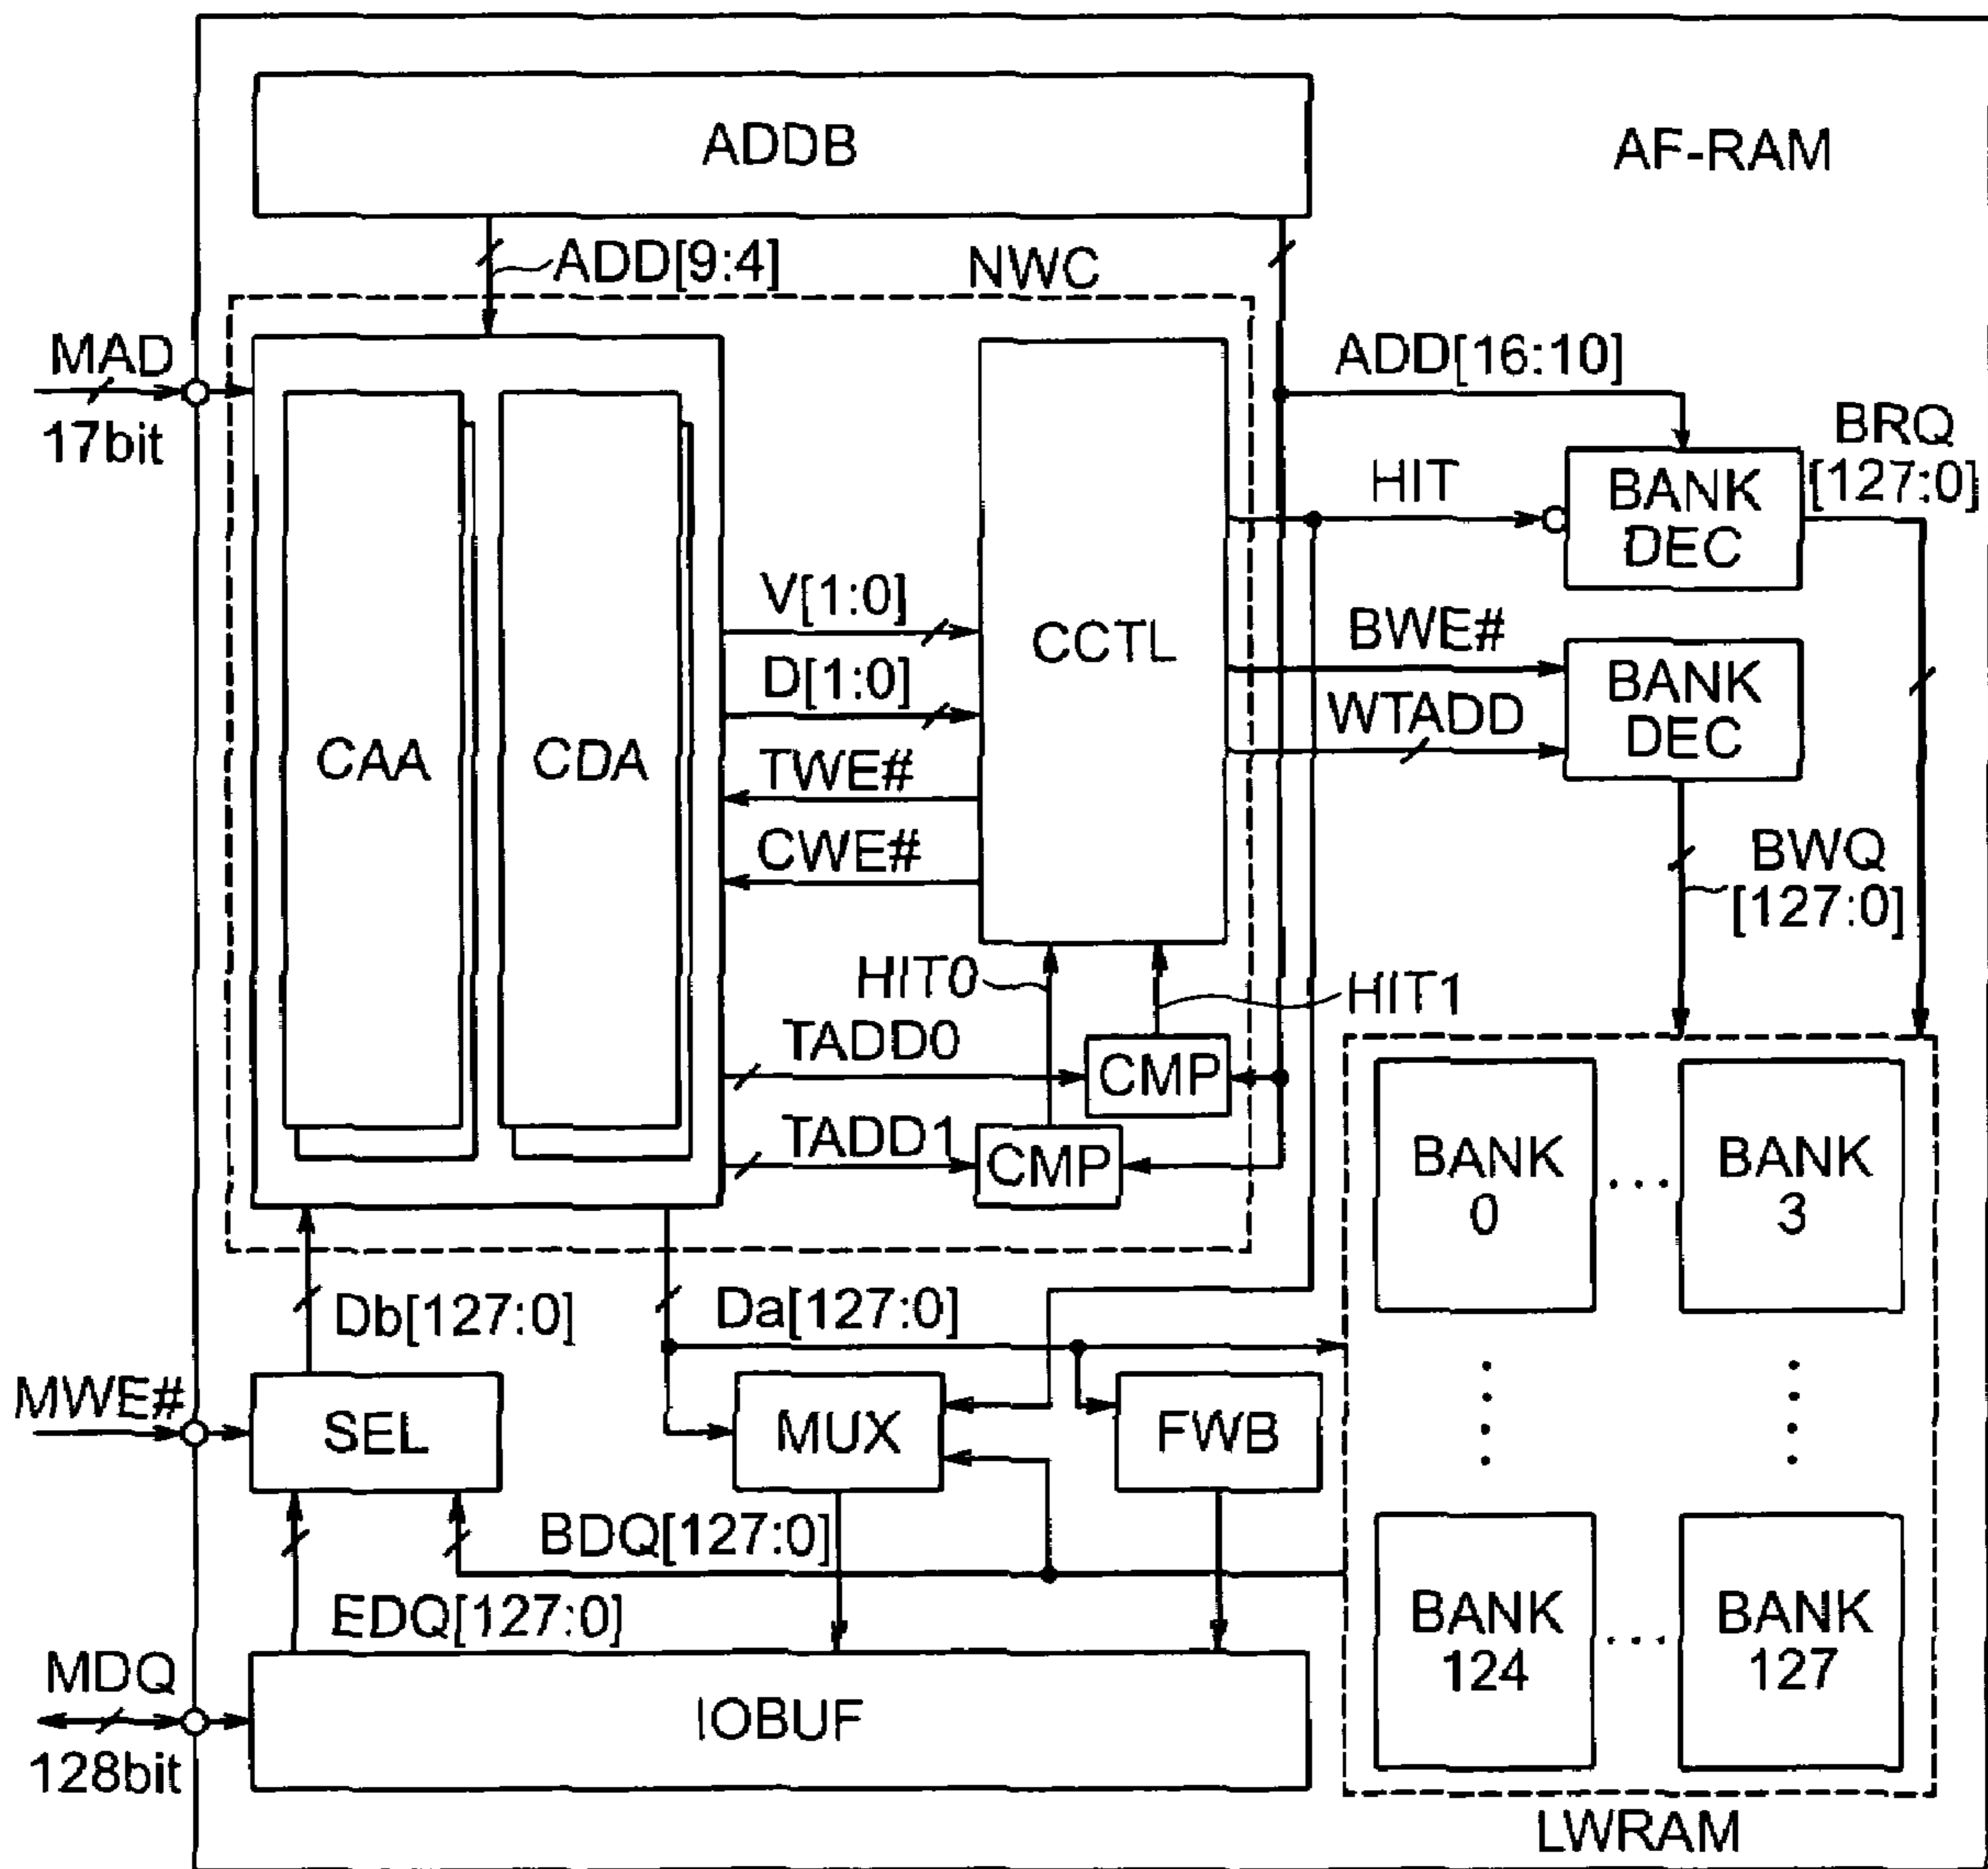 ADDB
AF-RAM
ADD[9:4]
NWC
MAD
17bit
ADD[16:10]
BRQ
[127:0]
HIT
BANK
DEC
V[1:0]
D[1:0]
TWE#
CWE#
CAA
CDA
CCTL
BWE#
WTADD
BANK
DEC
BWQ
[127:0]
HIT0
HIT1
TADD0
CMP
TADD1
CMP
BANK
0
...
BANK
3
Db[127:0]
Da[127:0]
MWE#
SEL
MUX
FWB
BDQ[127:0]
EDQ[127:0]
BANK
124
...
BANK
127
MDQ
128bit
IOBUF
LWRAM